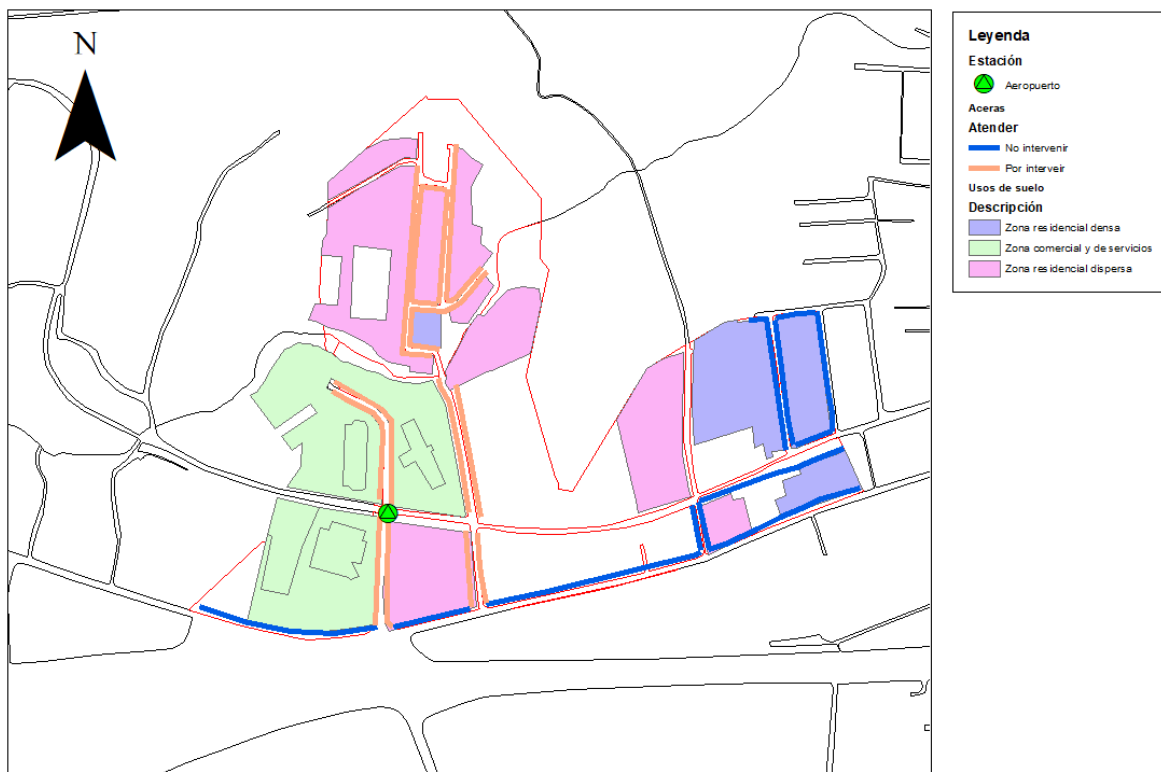 N
Leyenda
Estación
Aeropuerto
Aceras
Atender
No intervenir
Por interveir
Usos de suelo
Descripción
Zona residencial densa
Zona comercial y de servicios
Zona residencial dispersa